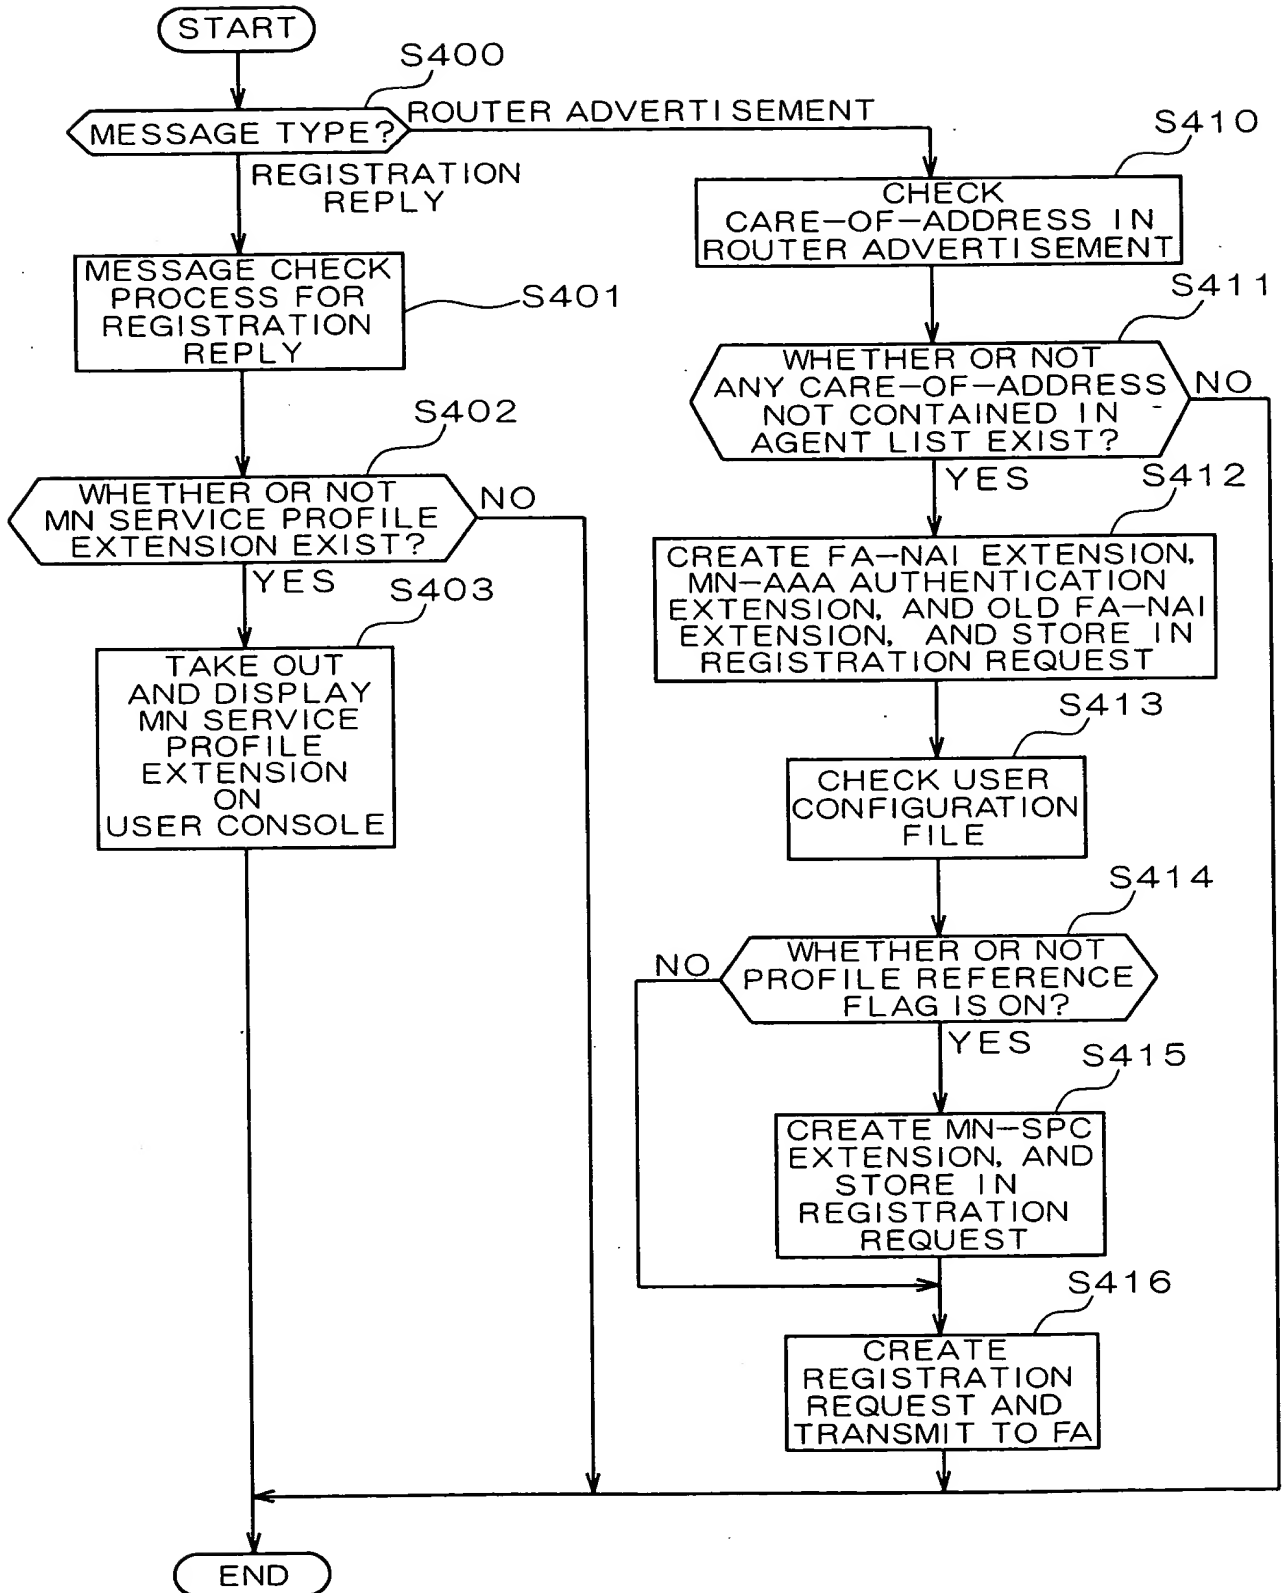 START
S400
MESSAGE TYPE?
ROUTER ADVERTISEMENT
REGISTRATION
REPLY
MESSAGE CHECK
PROCESS FOR
REGISTRATION
REPLY
S401
S402
WHETHER OR NOT
MN SERVICE PROFILE
EXTENSION EXIST?
NO
YES
S403
TAKE OUT
AND DISPLAY
MN SERVICE
PROFILE
EXTENSION
ON
USER CONSOLE
S410
CHECK
CARE-OF-ADDRESS IN
ROUTER ADVERTISEMENT
S411
WHETHER OR NOT
ANY CARE-OF-ADDRESS
NOT CONTAINED IN
AGENT LIST EXIST?
NO
YES
S412
CREATE FA-NAI EXTENSION,
MN-AAA AUTHENTICATION
EXTENSION, AND OLD FA-NAI
EXTENSION, AND STORE IN
REGISTRATION REQUEST
S413
CHECK USER
CONFIGURATION
FILE
S414
WHETHER OR NOT
PROFILE REFERENCE
FLAG IS ON?
NO
YES
S415
CREATE MN-SPC
EXTENSION, AND
STORE IN
REGISTRATION
REQUEST
S416
CREATE
REGISTRATION
REQUEST AND
TRANSMIT TO FA
END